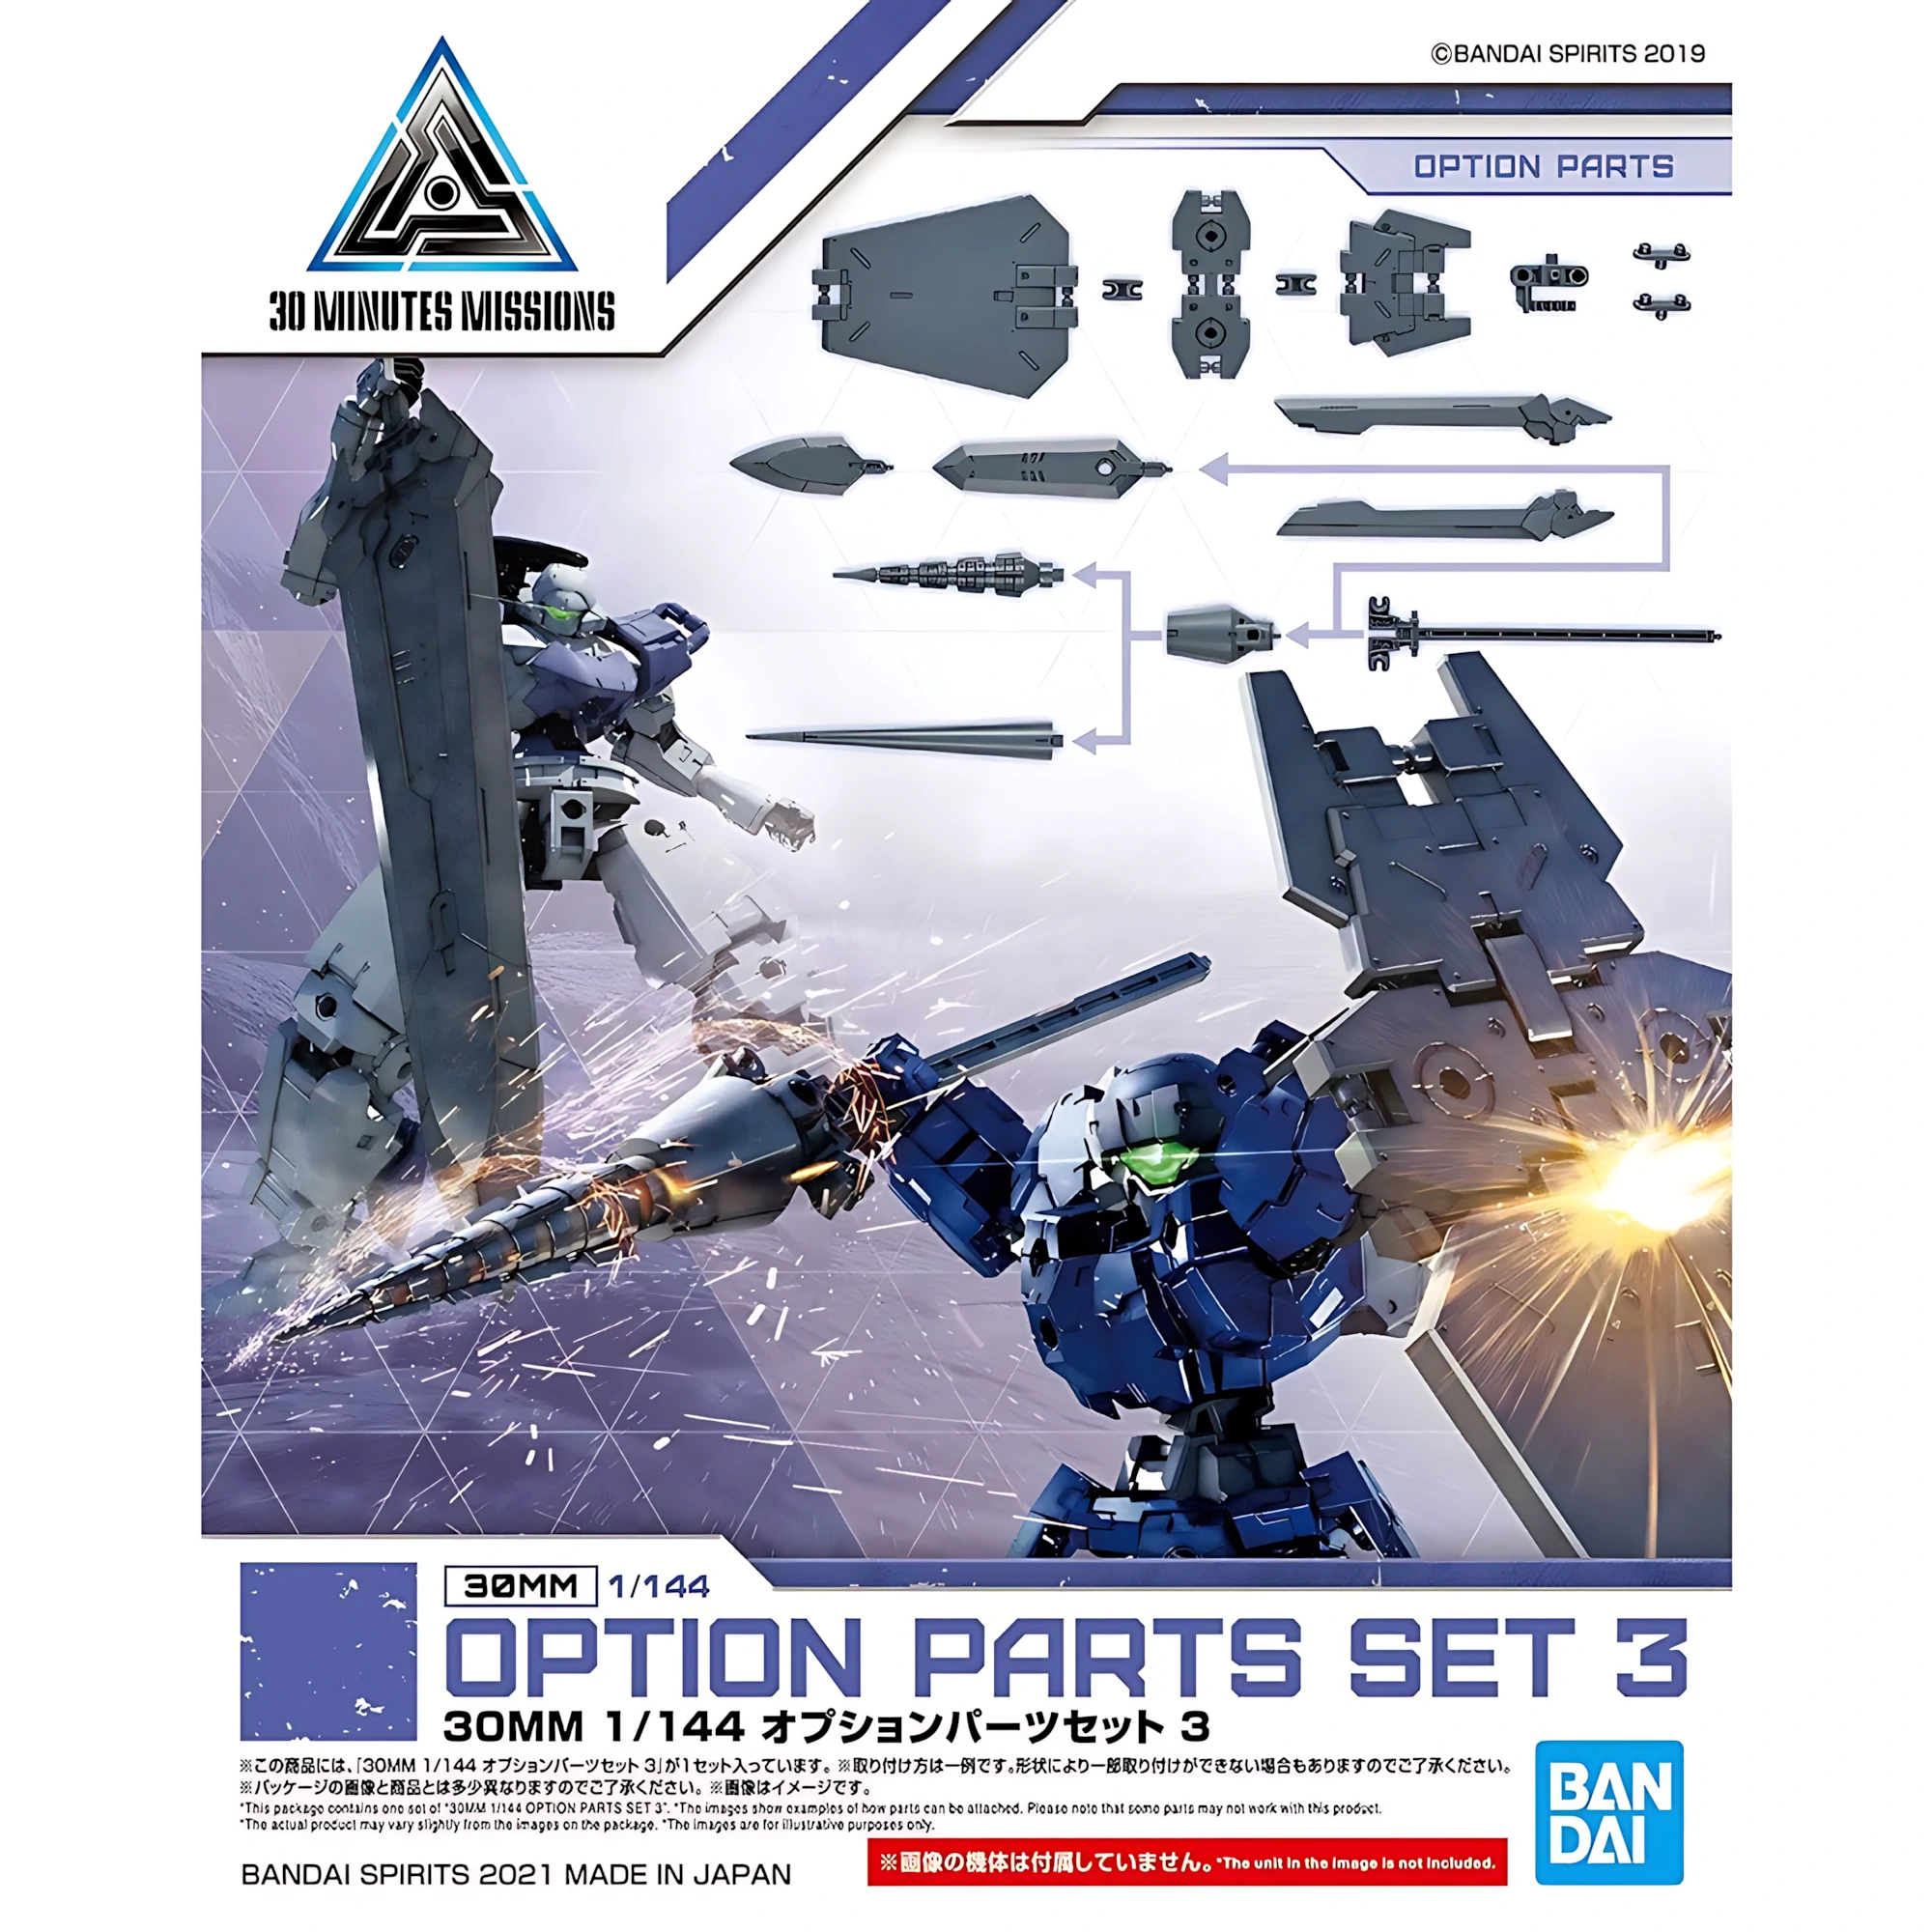 ©BANDAI SPIRITS 2019
OPTION PARTS
30 MINUTES MISSIONS
30MM 1/144
OPTION PARTS SET 3
30MM 1/144 オプションパーツセット 3
※この商品には、「30MM 1/144 オプションパーツセット 3」が1セット入っています。※取り付け方は一例です。形状により一部取り付けができない場合もありますのでご了承ください。
※パッケージの画像と商品とは多少異なりますのでご了承ください。※画像はイメージです。
*This package contains one set of "30MM 1/144 OPTION PARTS SET 3". *The images show examples of how parts can be attached. Please note that some parts may not work with this product.
*The actual product may vary slightly from the images on the package. *The images are for illustrative purposes only.
※画像の機体は付属していません。*The unit in the image is not included.
BANDAI SPIRITS 2021 MADE IN JAPAN
BAN
DAI